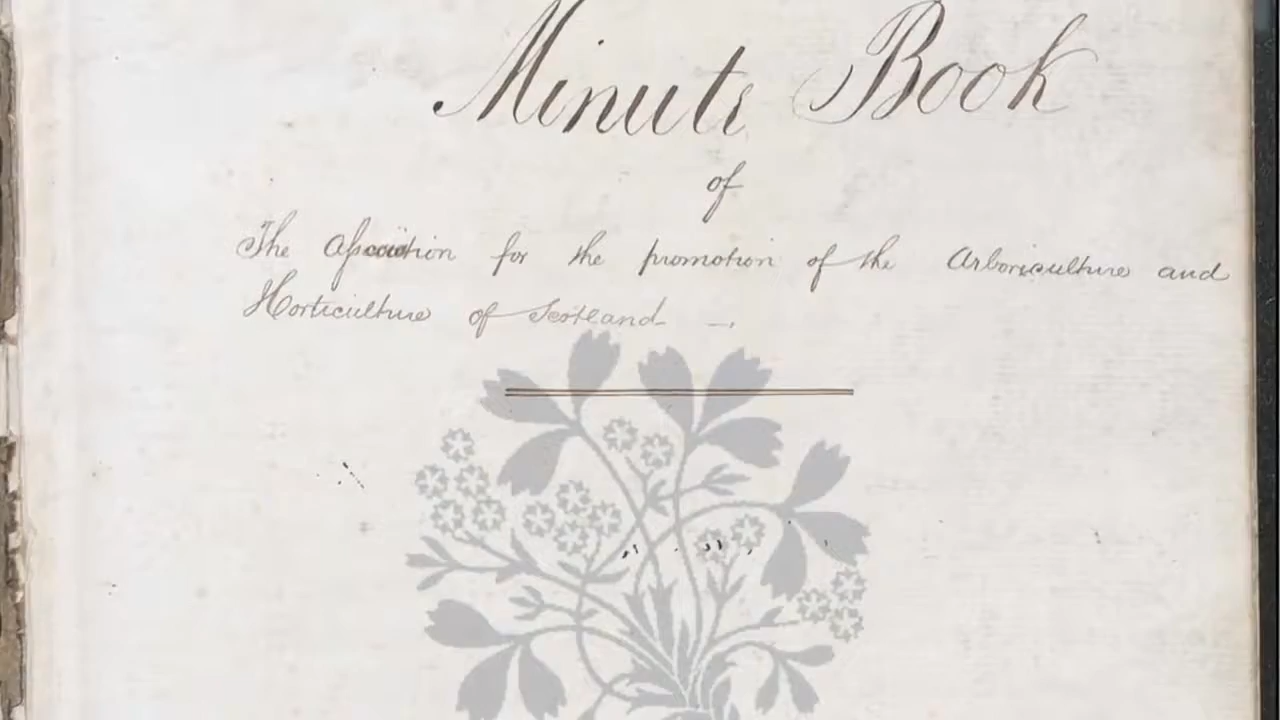 Minute Book
of
The Association for the promotion of the Arboriculture and
Horticulture of Scotland —.